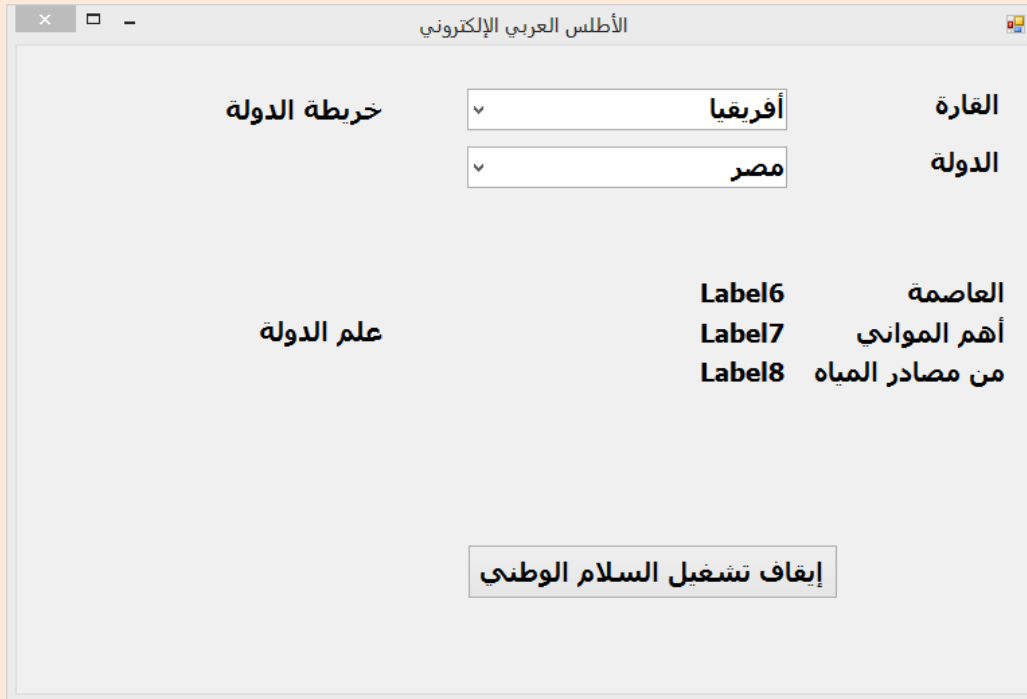 الأطلس العربي الإلكتروني
القارة
أفريقيا
خريطة الدولة
الدولة
مصر
العاصمة
Label6
أهم المواني
Label7
علم الدولة
من مصادر المياه
Label8
إيقاف تشغيل السلام الوطني